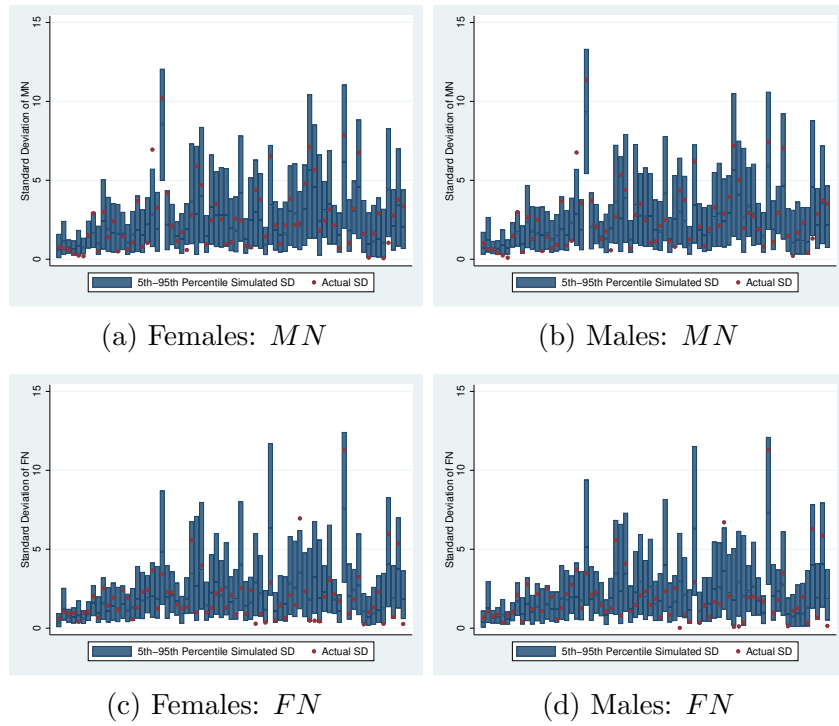 15
10
5
0
Standard Deviation of MN
5th-95th Percentile Simulated SD
Actual SD
(a) Females: MN
15
10
5
0
Standard Deviation of MN
5th-95th Percentile Simulated SD
Actual SD
(b) Males: MN
15
10
5
0
Standard Deviation of FN
5th-95th Percentile Simulated SD
Actual SD
(c) Females: FN
15
10
5
0
Standard Deviation of FN
5th-95th Percentile Simulated SD
Actual SD
(d) Males: FN